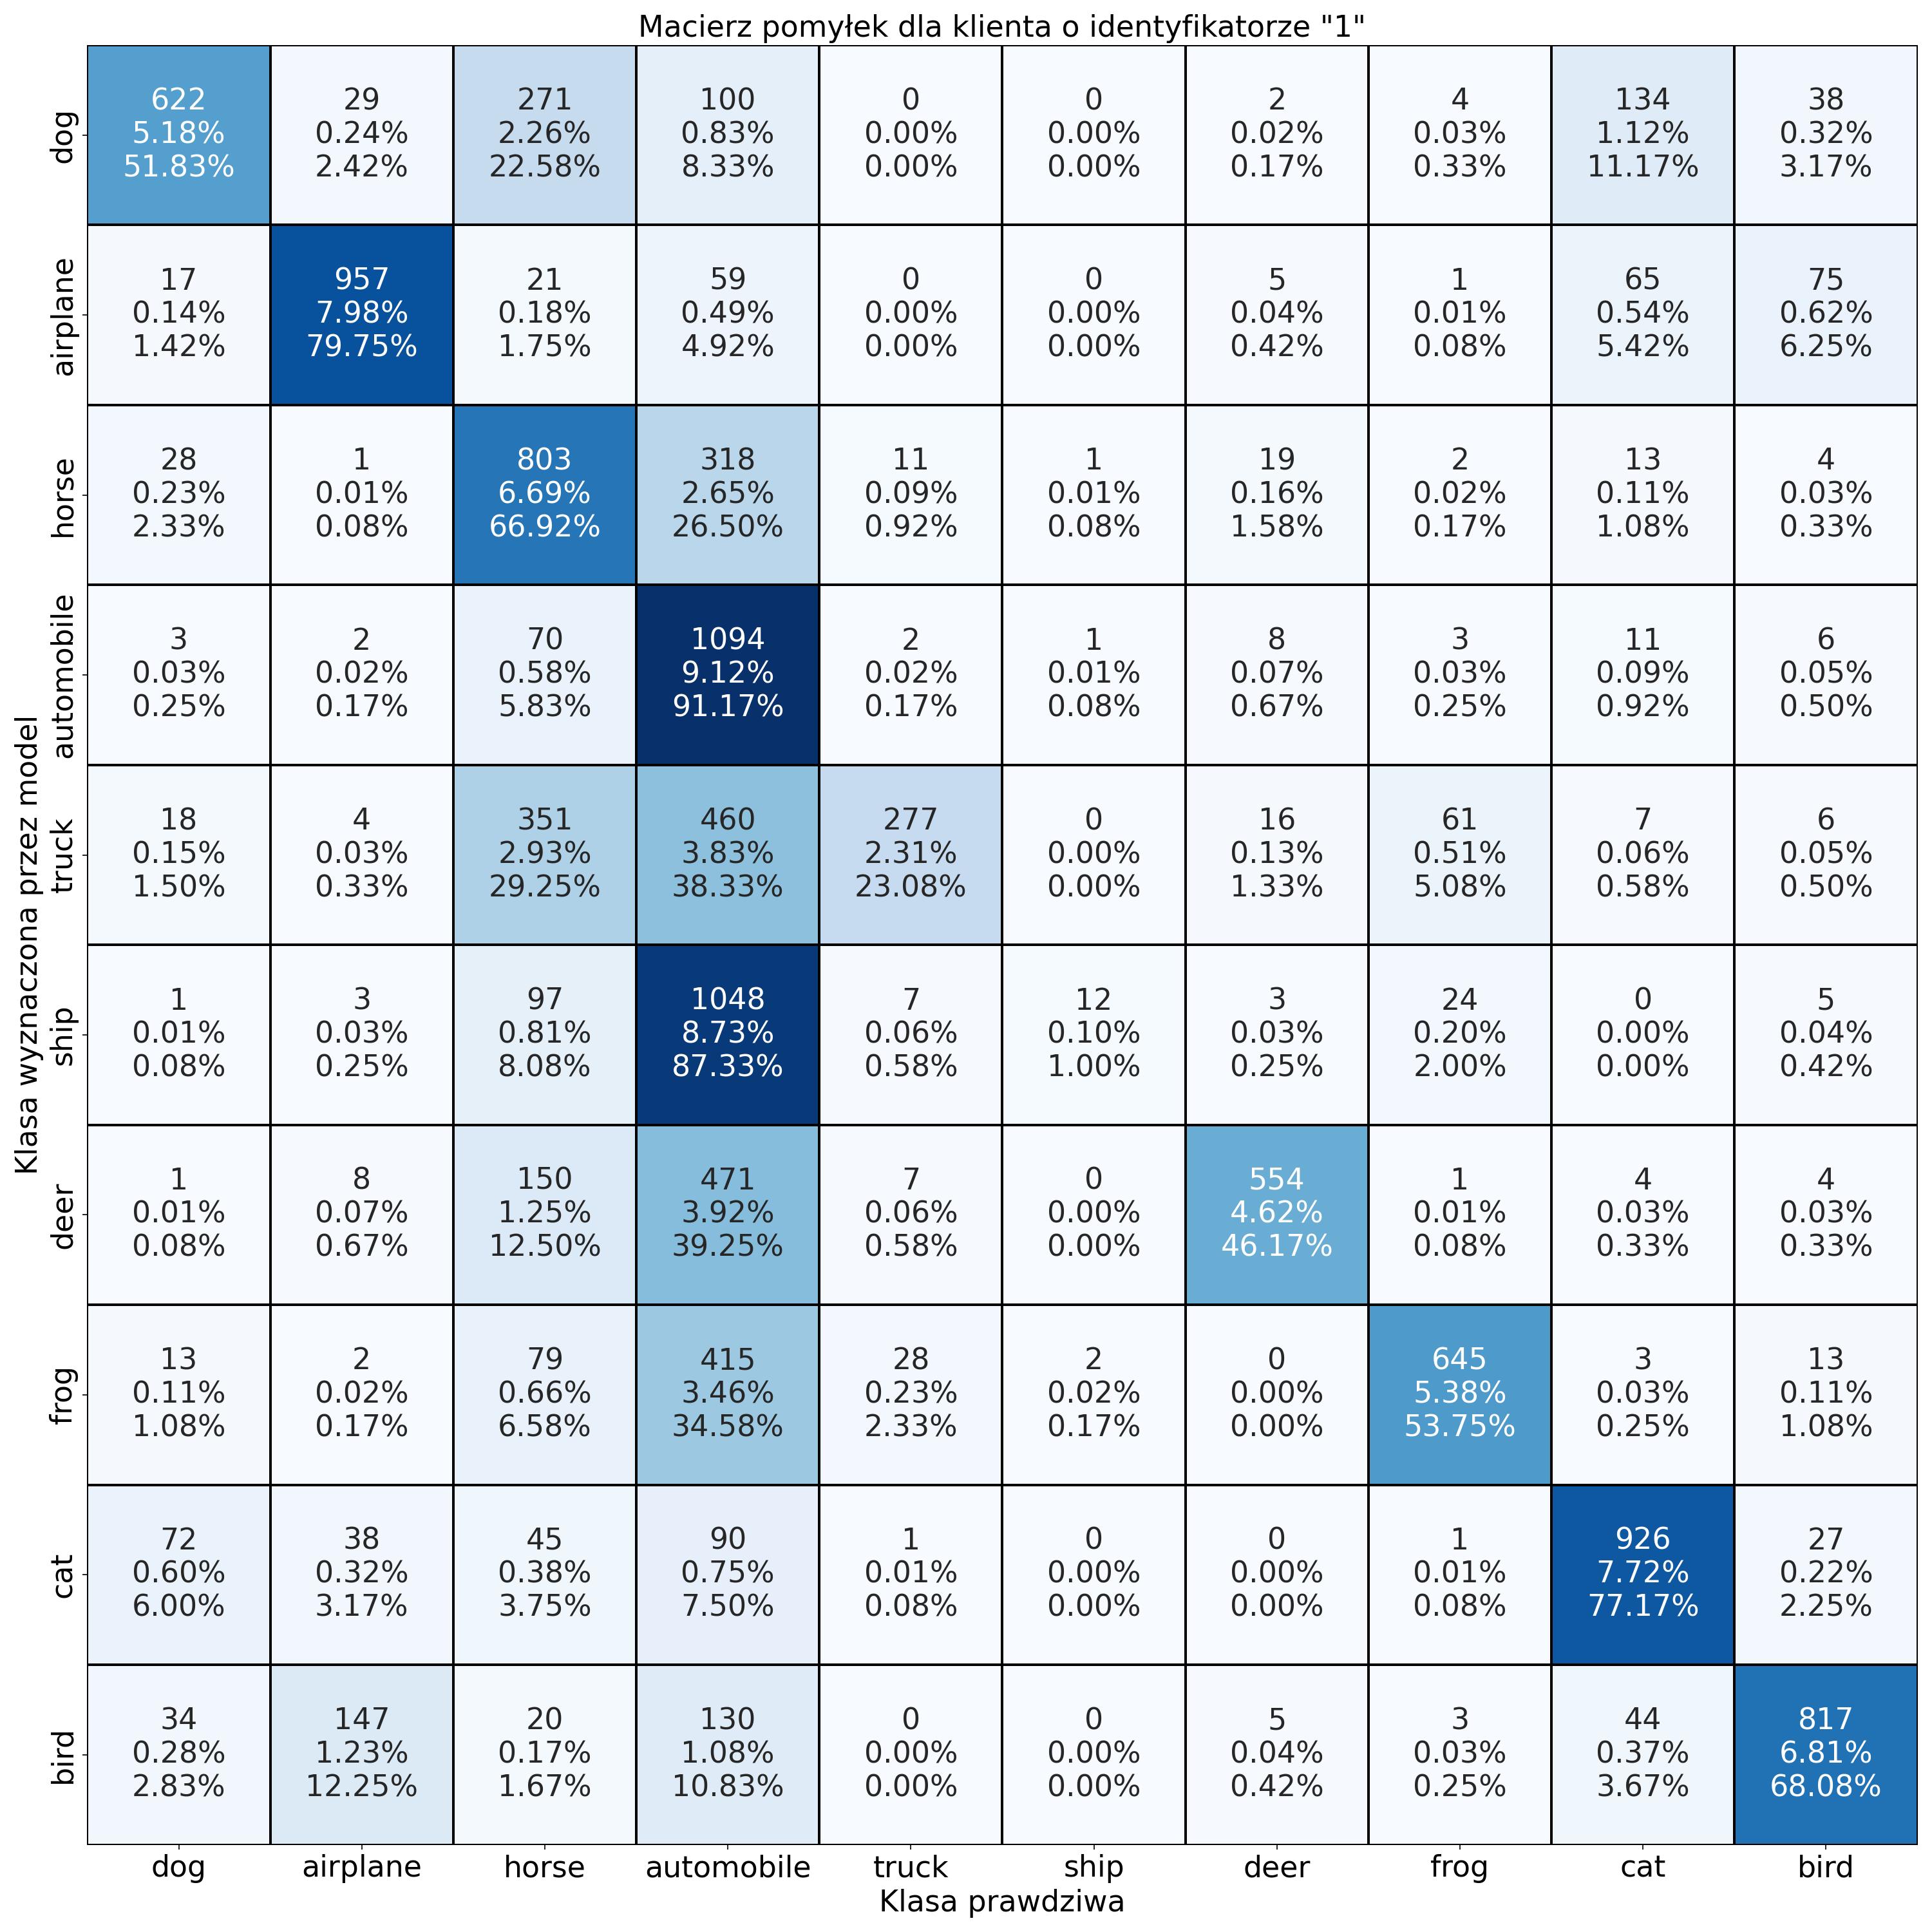 Macierz pomyłek dla klienta o identyfikatorze "1"
Klasa wyznaczona przez model
dog
622 29 271 100 0 0 2 4 134 38
5.18% 0.24% 2.26% 0.83% 0.00% 0.00% 0.02% 0.03% 1.12% 0.32%
51.83% 2.42% 22.58% 8.33% 0.00% 0.00% 0.17% 0.33% 11.17% 3.17%
airplane
17 957 21 59 0 0 5 1 65 75
0.14% 7.98% 0.18% 0.49% 0.00% 0.00% 0.04% 0.01% 0.54% 0.62%
1.42% 79.75% 1.75% 4.92% 0.00% 0.00% 0.42% 0.08% 5.42% 6.25%
horse
28 1 803 318 11 1 19 2 13 4
0.23% 0.01% 6.69% 2.65% 0.09% 0.01% 0.16% 0.02% 0.11% 0.03%
2.33% 0.08% 66.92% 26.50% 0.92% 0.08% 1.58% 0.17% 1.08% 0.33%
automobile
3 2 70 1094 2 1 8 3 11 6
0.03% 0.02% 0.58% 9.12% 0.02% 0.01% 0.07% 0.03% 0.09% 0.05%
0.25% 0.17% 5.83% 91.17% 0.17% 0.08% 0.67% 0.25% 0.92% 0.50%
truck
18 4 351 460 277 0 16 61 7 6
0.15% 0.03% 2.93% 3.83% 2.31% 0.00% 0.13% 0.51% 0.06% 0.05%
1.50% 0.33% 29.25% 38.33% 23.08% 0.00% 1.33% 5.08% 0.58% 0.50%
ship
1 3 97 1048 7 12 3 24 0 5
0.01% 0.03% 0.81% 8.73% 0.06% 0.10% 0.03% 0.20% 0.00% 0.04%
0.08% 0.25% 8.08% 87.33% 0.58% 1.00% 0.25% 2.00% 0.00% 0.42%
deer
1 8 150 471 7 0 554 1 4 4
0.01% 0.07% 1.25% 3.92% 0.06% 0.00% 4.62% 0.01% 0.03% 0.03%
0.08% 0.67% 12.50% 39.25% 0.58% 0.00% 46.17% 0.08% 0.33% 0.33%
frog
13 2 79 415 28 2 0 645 3 13
0.11% 0.02% 0.66% 3.46% 0.23% 0.02% 0.00% 5.38% 0.03% 0.11%
1.08% 0.17% 6.58% 34.58% 2.33% 0.17% 0.00% 53.75% 0.25% 1.08%
cat
72 38 45 90 1 0 0 1 926 27
0.60% 0.32% 0.38% 0.75% 0.01% 0.00% 0.00% 0.01% 7.72% 0.22%
6.00% 3.17% 3.75% 7.50% 0.08% 0.00% 0.00% 0.08% 77.17% 2.25%
bird
34 147 20 130 0 0 5 3 44 817
0.28% 1.23% 0.17% 1.08% 0.00% 0.00% 0.04% 0.03% 0.37% 6.81%
2.83% 12.25% 1.67% 10.83% 0.00% 0.00% 0.42% 0.25% 3.67% 68.08%
dog airplane horse automobile truck ship deer frog cat bird
Klasa prawdziwa